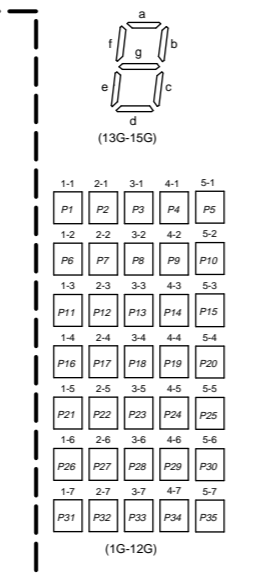 a
f b
g
e c
d
(13G-15G)
1-1 2-1 3-1 4-1 5-1
P1 P2 P3 P4 P5
1-2 2-2 3-2 4-2 5-2
P6 P7 P8 P9 P10
1-3 2-3 3-3 4-3 5-3
P11 P12 P13 P14 P15
1-4 2-4 3-4 4-4 5-4
P16 P17 P18 P19 P20
1-5 2-5 3-5 4-5 5-5
P21 P22 P23 P24 P25
1-6 2-6 3-6 4-6 5-6
P26 P27 P28 P29 P30
1-7 2-7 3-7 4-7 5-7
P31 P32 P33 P34 P35
(1G-12G)